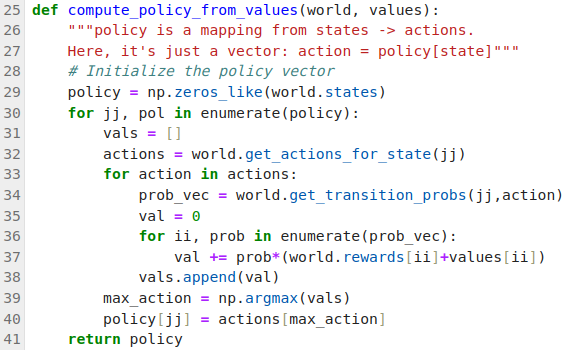 25 def compute_policy_from_values(world, values):
26     """policy is a mapping from states -> actions.
27     Here, it's just a vector: action = policy[state]"""
28     # Initialize the policy vector
29     policy = np.zeros_like(world.states)
30     for jj, pol in enumerate(policy):
31         vals = []
32         actions = world.get_actions_for_state(jj)
33         for action in actions:
34             prob_vec = world.get_transition_probs(jj,action)
35             val = 0
36             for ii, prob in enumerate(prob_vec):
37                 val += prob*(world.rewards[ii]+values[ii])
38             vals.append(val)
39         max_action = np.argmax(vals)
40         policy[jj] = actions[max_action]
41     return policy